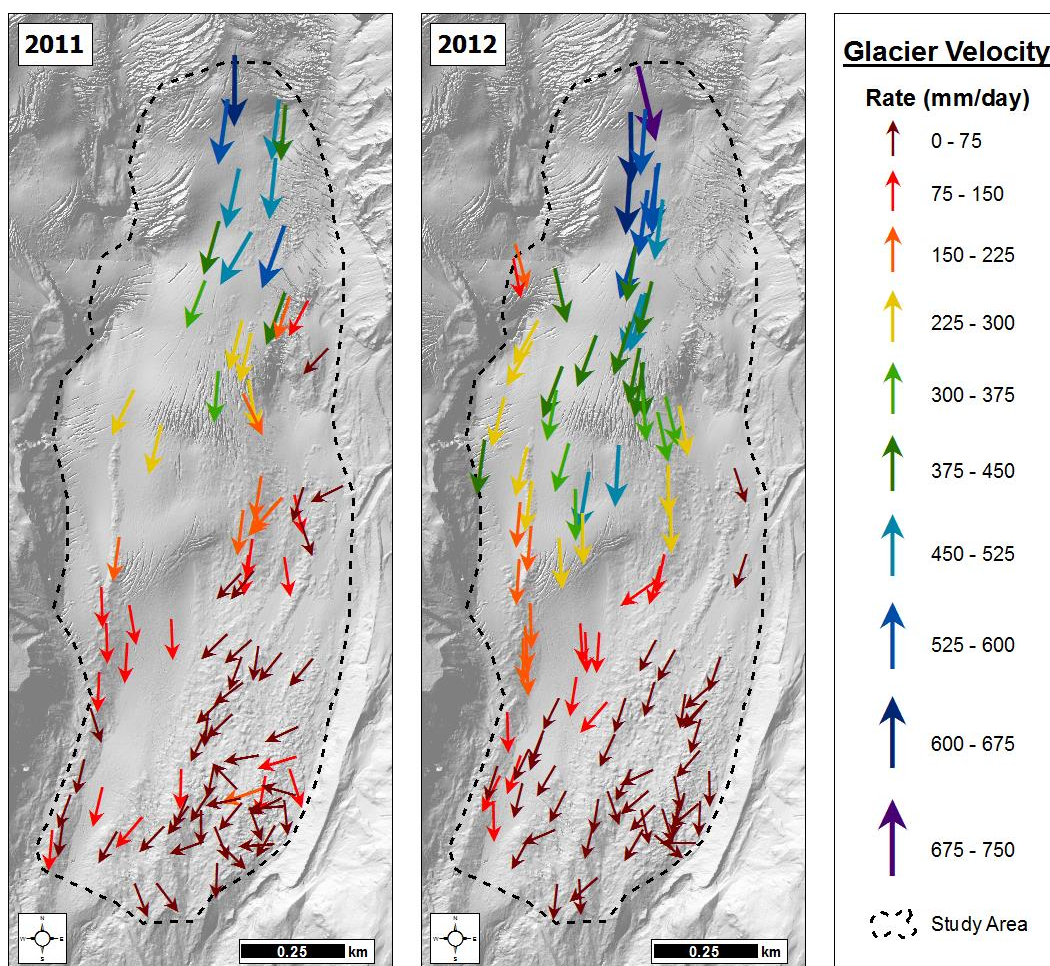 2011
N
W
E
S
0.25 km
2012
N
W
E
S
0.25 km
Glacier Velocity
Rate (mm/day)
0 - 75
75 - 150
150 - 225
225 - 300
300 - 375
375 - 450
450 - 525
525 - 600
600 - 675
675 - 750
Study Area